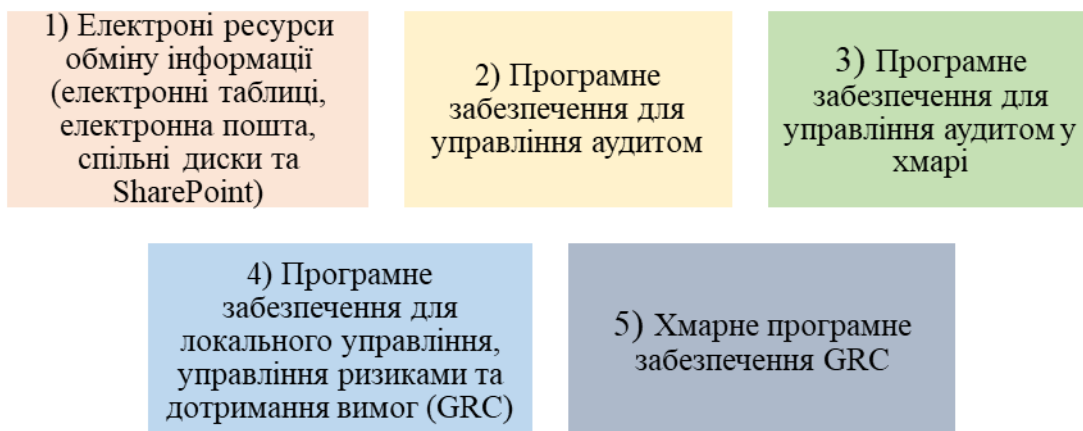 1) Електроні ресурси
обміну інформації
(електронні таблиці,
електронна пошта,
спільні диски та
SharePoint)
2) Програмне
забезпечення для
управління аудитом
3) Програмне
забезпечення для
управління аудитом у
хмарі
4) Програмне
забезпечення для
локального управління,
управління ризиками та
дотримання вимог (GRC)
5) Хмарне програмне
забезпечення GRC